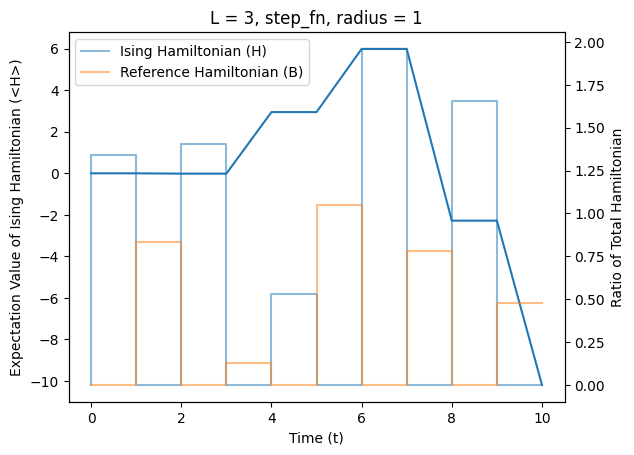 L = 3, step_fn, radius = 1
Expectation Value of Ising Hamiltonian (<H>)
6
4
2
0
−2
−4
−6
−8
−10
Ising Hamiltonian (H)
Reference Hamiltonian (B)
2.00
1.75
1.50
1.25
1.00
0.75
0.50
0.25
0.00
Ratio of Total Hamiltonian
0 2 4 6 8 10
Time (t)